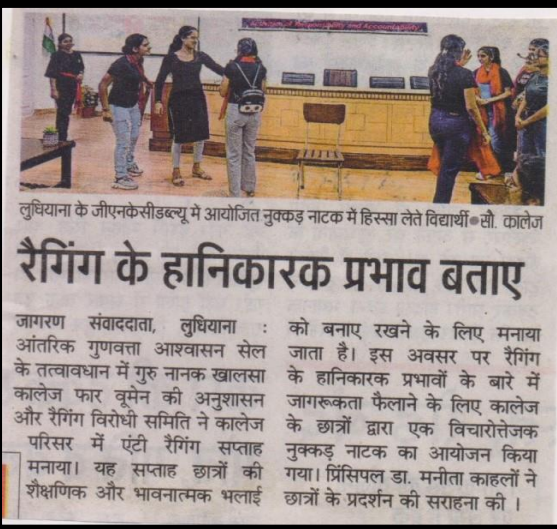 लुधियाना के जीएनकेसीडब्ल्यू में आयोजित नुक्कड़ नाटक में हिस्सा लेते विद्यार्थी●सौ. कालेज
रैगिंग के हानिकारक प्रभाव बताए
जागरण संवाददाता, लुधियाना :
आंतरिक गुणवत्ता आश्वासन सेल
के तत्वावधान में गुरु नानक खालसा
कालेज फार वूमेन की अनुशासन
और रैगिंग विरोधी समिति ने कालेज
परिसर में एंटी रैगिंग सप्ताह
मनाया। यह सप्ताह छात्रों की
शैक्षणिक और भावनात्मक भलाई
को बनाए रखने के लिए मनाया
जाता है। इस अवसर पर रैगिंग
के हानिकारक प्रभावों के बारे में
जागरूकता फैलाने के लिए कालेज
के छात्रों द्वारा एक विचारोत्तेजक
नुक्कड़ नाटक का आयोजन किया
गया। प्रिंसिपल डा. मनीता काहलों ने
छात्रों के प्रदर्शन की सराहना की ।